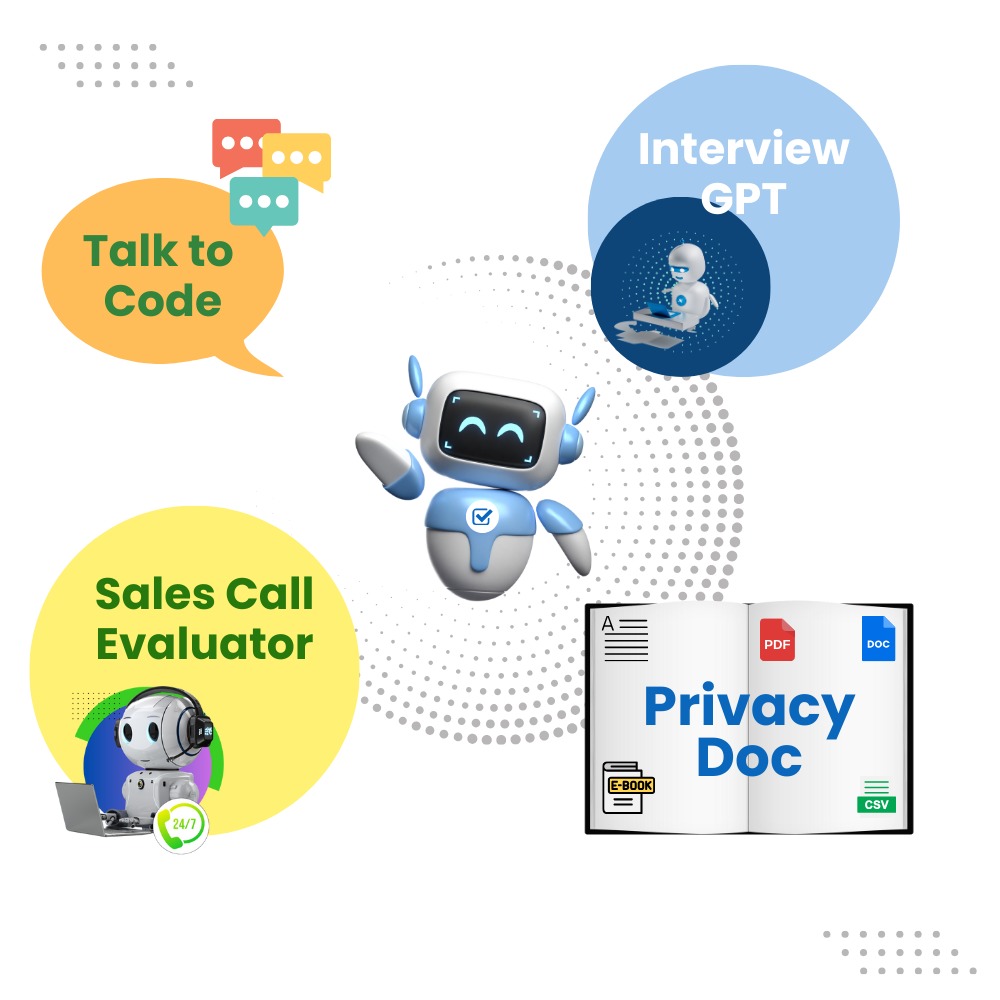 Talk to
Code
Interview
GPT
Sales Call
Evaluator
24/7
A
PDF
DOC
Privacy
Doc
E-BOOK
CSV